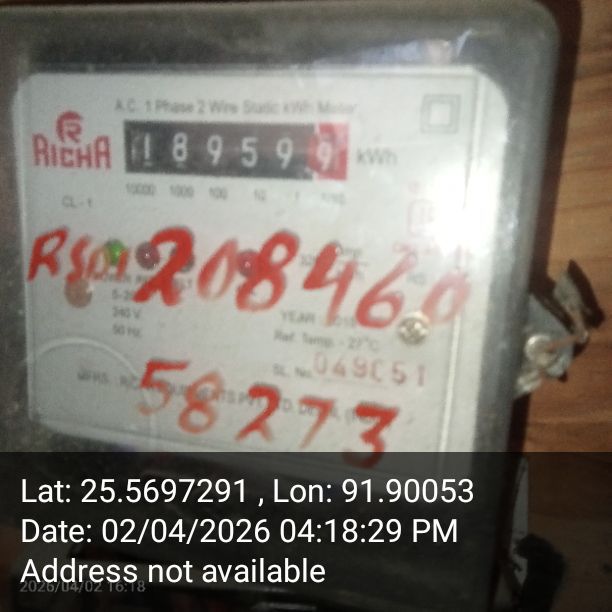 A.C. 1 Phase 2 Wire Static kWh Meter
RICHA
189599 kWh
10000 1000 100 10 1 1/10
CL-1
RSD1 208460
240 V
50 Hz
YEAR
Ref. Temp. - 27°C
SL. No. 049C51
58273
Lat: 25.5697291 , Lon: 91.90053
Date: 02/04/2026 04:18:29 PM
Address not available
2026/04/02 16:18